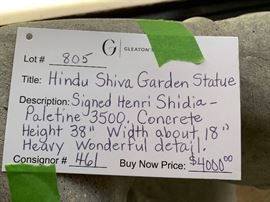 Lot # 805
G GLEATON'S
Title: Hindu Shiva Garden Statue
Description: Signed Henri Shidia -
Paletine 3500. Concrete
Height 38" Width about 18"
Heavy Wonderful detail.
Consignor # 461 Buy Now Price: $4000.00